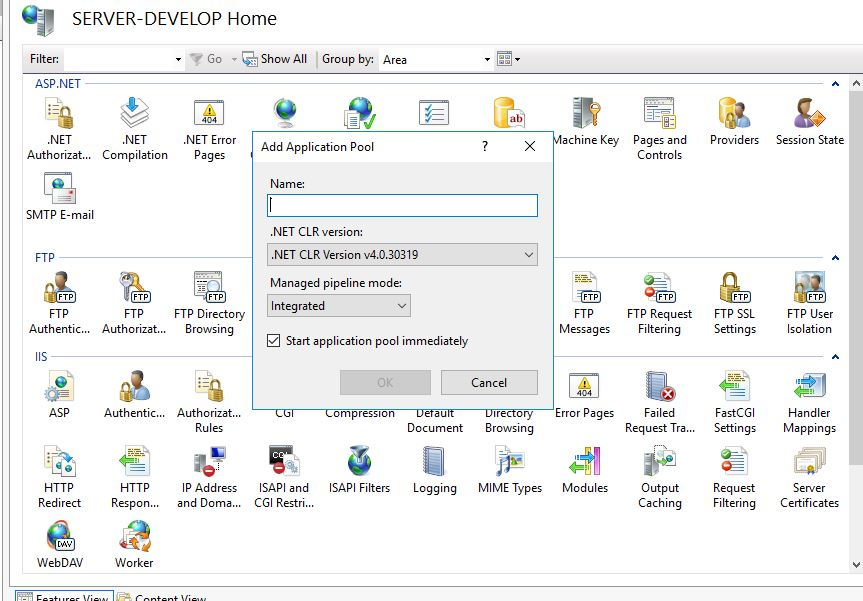 SERVER-DEVELOP Home
Filter:
Go
Show All
Group by:
Area
ASP.NET
.NET
Authorizat...
.NET
Compilation
.NET Error
Pages
Machine Key
Pages and
Controls
Providers
Session State
SMTP E-mail
Add Application Pool
?
Name:
.NET CLR version:
.NET CLR Version v4.0.30319
Managed pipeline mode:
Integrated
Start application pool immediately
OK
Cancel
FTP
FTP
Authentic...
FTP
Authorizat...
FTP Directory
Browsing
FTP
Messages
FTP Request
Filtering
FTP SSL
Settings
FTP User
Isolation
IIS
ASP
Authentic...
Authorizat...
Rules
CGI
Compression
Default
Document
Directory
Browsing
Error Pages
Failed
Request Tra...
FastCGI
Settings
Handler
Mappings
HTTP
Redirect
HTTP
Respon...
IP Address
and Doma...
ISAPI and
CGI Restri...
ISAPI Filters
Logging
MIME Types
Modules
Output
Caching
Request
Filtering
Server
Certificates
WebDAV
Worker
Features View
Content View